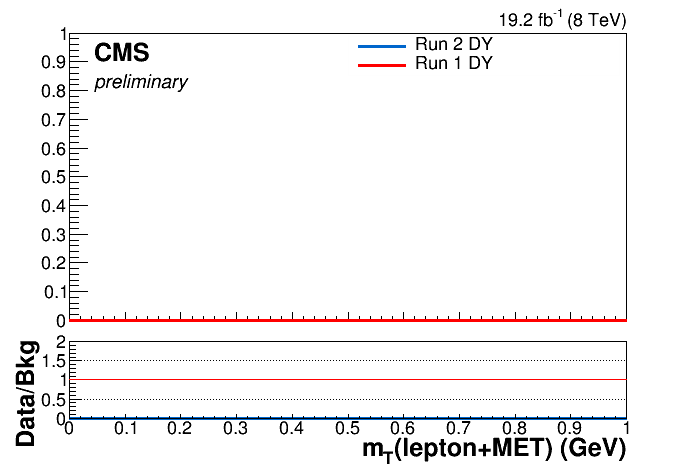 19.2 fb-1 (8 TeV)
CMS
preliminary
Run 2 DY
Run 1 DY
1
0.9
0.8
0.7
0.6
0.5
0.4
0.3
0.2
0.1
0
Data/Bkg
2
1.5
1
0.5
0
0 0.1 0.2 0.3 0.4 0.5 0.6 0.7 0.8 0.9 1
mT(lepton+MET) (GeV)